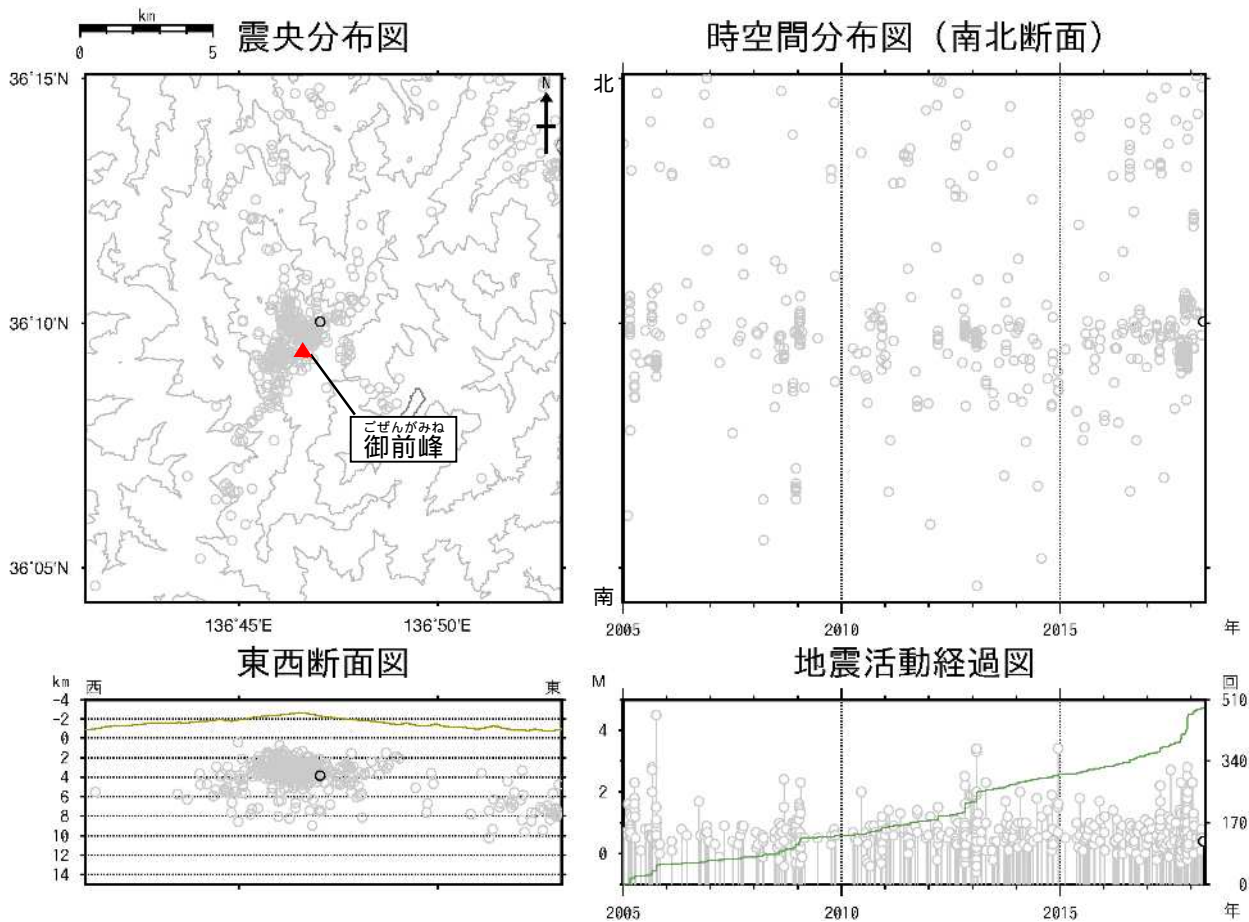 km
0 5
震央分布図
36°15'N
36°10'N
36°05'N
N
ごぜんがみね
御前峰
136°45'E 136°50'E
時空間分布図（南北断面）
北
南
2005 2010 2015 年
東西断面図
km 西 東
-4
-2
0
2
4
6
8
10
12
14
地震活動経過図
M 回
4
2
0
510
340
170
0
2005 2010 2015 年